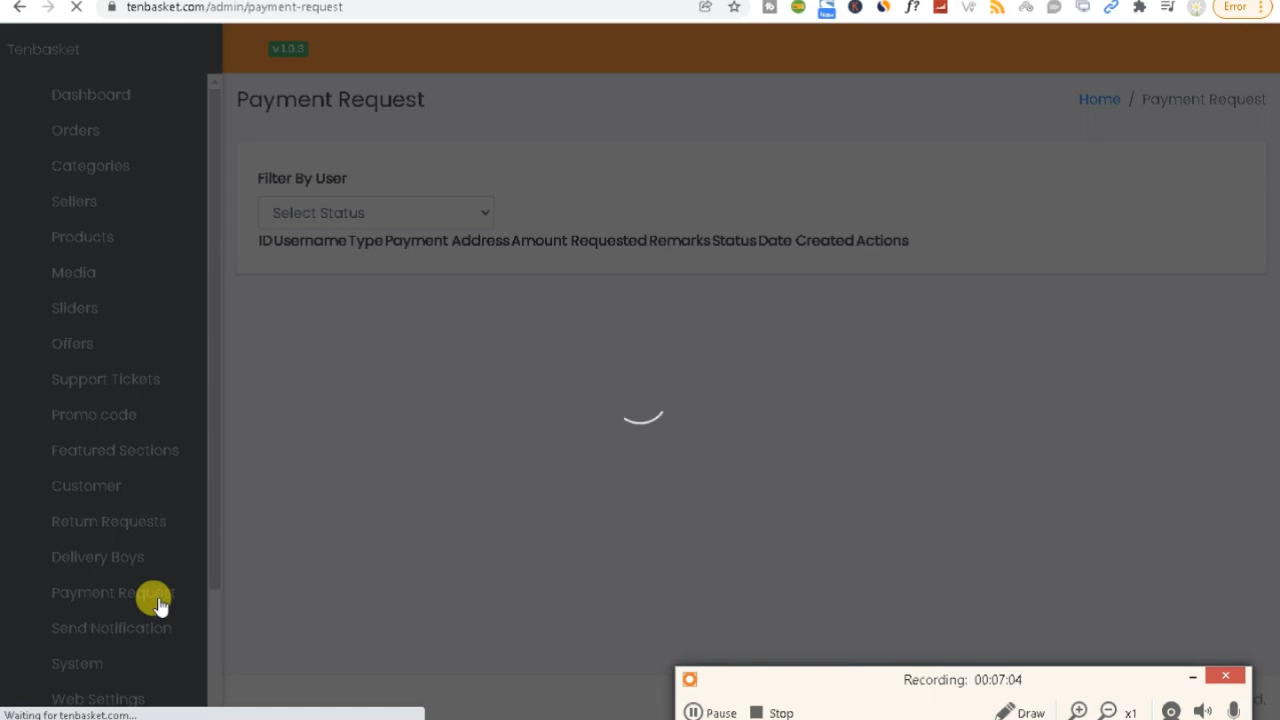 tenbasket.com/admin/payment-request
Error
Tenbasket
v 1.0.3
Dashboard
Orders
Categories
Sellers
Products
Media
Sliders
Offers
Support Tickets
Promo code
Featured Sections
Customer
Return Requests
Delivery Boys
Payment Request
Send Notification
System
Web Settings
Payment Request
Home / Payment Request
Filter By User
Select Status
ID Username Type Payment Address Amount Requested Remarks Status Date Created Actions
Waiting for tenbasket.com...
Recording: 00:07:04
Pause Stop Draw x1